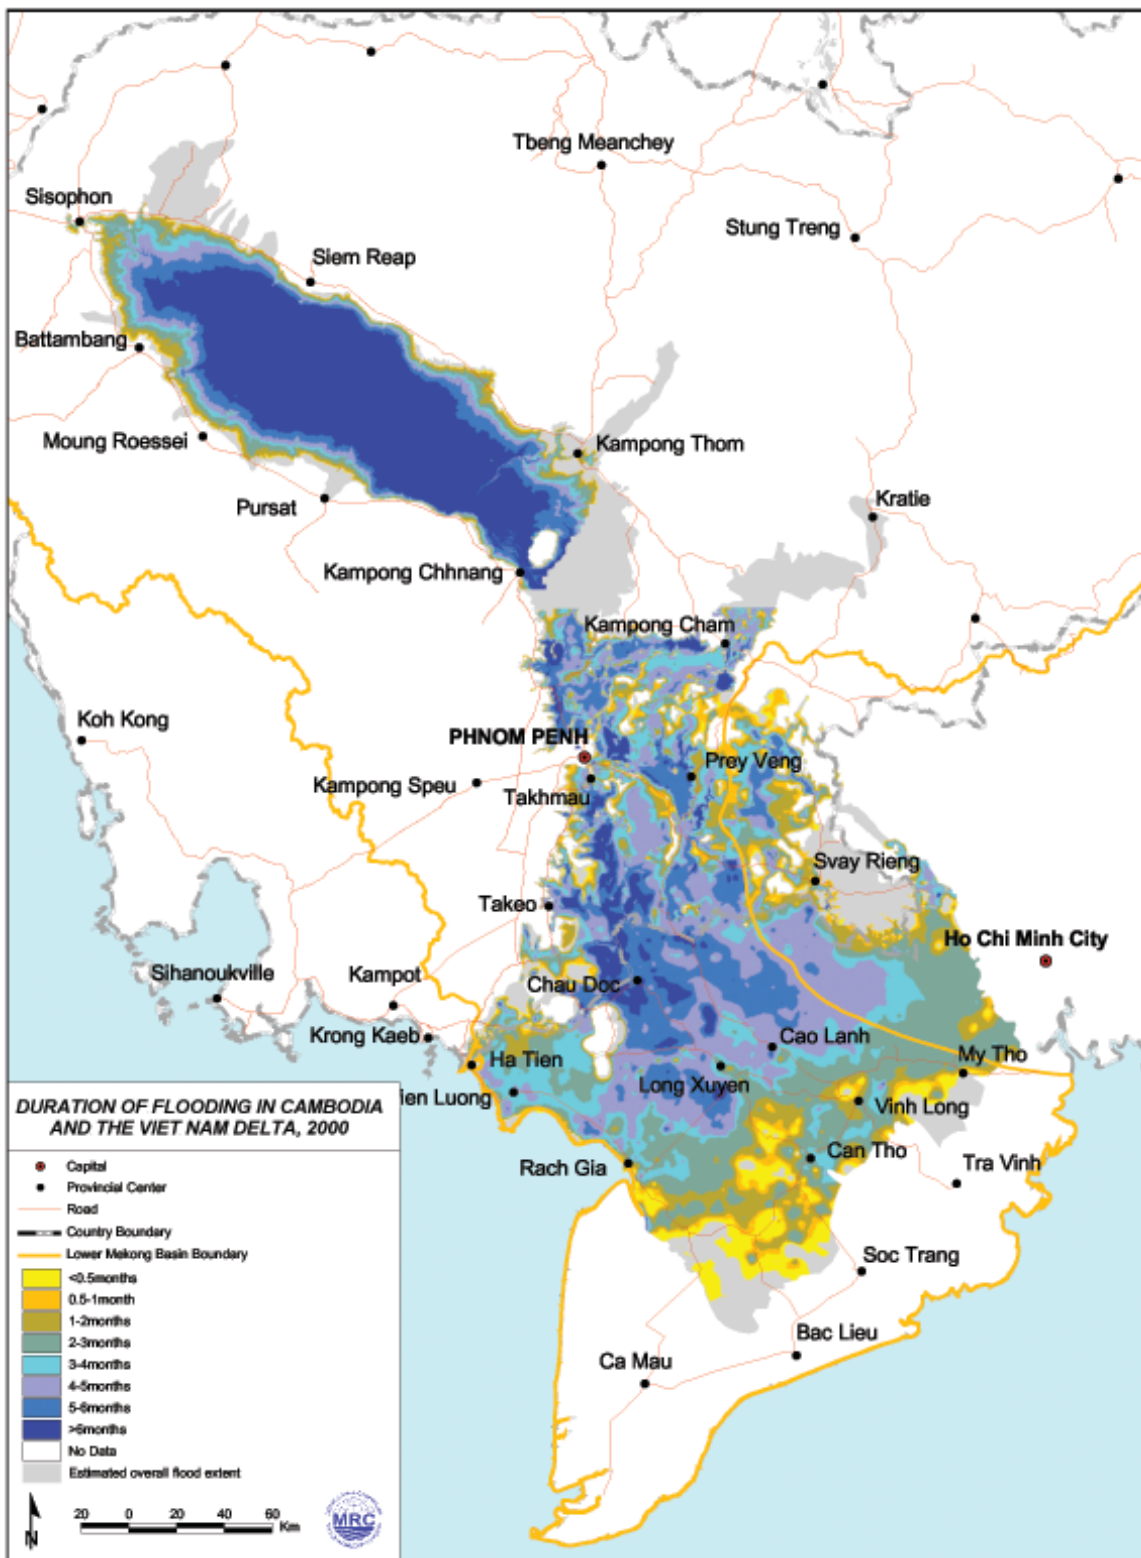 Tbeng Meanchey
Sisophon
Stung Treng
Siem Reap
Battambang
Moung Roessei
Kampong Thom
Pursat
Kratie
Kampong Chhnang
Kampong Cham
Koh Kong
PHNOM PENH
Prey Veng
Kampong Speu
Takhmau
Svay Rieng
Takeo
Ho Chi Minh City
Sihanoukville
Kampot
Chau Doc
Krong Kaeb
Cao Lanh
Ha Tien
My Tho
Long Xuyen
ien Luong
Vinh Long
Can Tho
Rach Gia
Tra Vinh
Soc Trang
Bac Lieu
Ca Mau
DURATION OF FLOODING IN CAMBODIA
AND THE VIET NAM DELTA, 2000
Capital
Provincial Center
Road
Country Boundary
Lower Mekong Basin Boundary
<0.5months
0.5-1month
1-2months
2-3months
3-4months
4-5months
5-6months
>6months
No Data
Estimated overall flood extent
N
20 0 20 40 60
Km
MRC